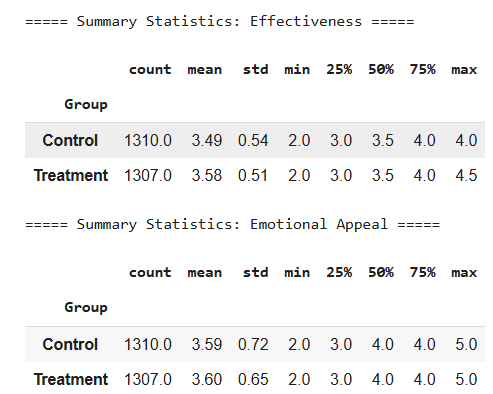 ===== Summary Statistics: Effectiveness =====
count mean std min 25% 50% 75% max
Group
Control 1310.0 3.49 0.54 2.0 3.0 3.5 4.0 4.0
Treatment 1307.0 3.58 0.51 2.0 3.0 3.5 4.0 4.5
===== Summary Statistics: Emotional Appeal =====
count mean std min 25% 50% 75% max
Group
Control 1310.0 3.59 0.72 2.0 3.0 4.0 4.0 5.0
Treatment 1307.0 3.60 0.65 2.0 3.0 4.0 4.0 5.0